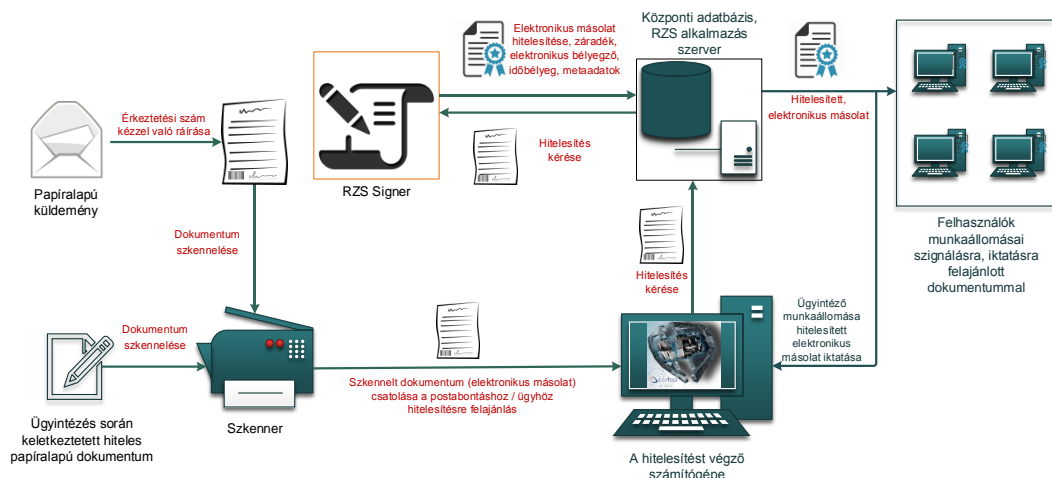 Központi adatbázis,
RZS alkalmazás
szerver
Elektronikus másolat
hitelesítése, záradék,
elektronikus bélyegző,
időbélyeg, metaadatok
Érkeztetési szám
kézzel való ráírása
Hitelesített,
elektronikus másolat
Hitelesítés
kérése
Papíralapú
küldemény
RZS Signer
Felhasználók
munkaállomásai
szignálásra, iktatásra
felajánlott
dokumentummal
Dokumentum
szkennelése
Hitelesítés
kérése
Ügyintéző
munkaállomása
hitelesített
elektronikus
másolat iktatása
Dokumentum
szkennelése
Szkennelt dokumentum (elektronikus másolat)
csatolása a postabontáshoz / ügyhöz
hitelesítésre felajánlás
Ügyintézés során
keletkeztetett hiteles
papíralapú dokumentum
Szkenner
A hitelesítést végző
számítógépe